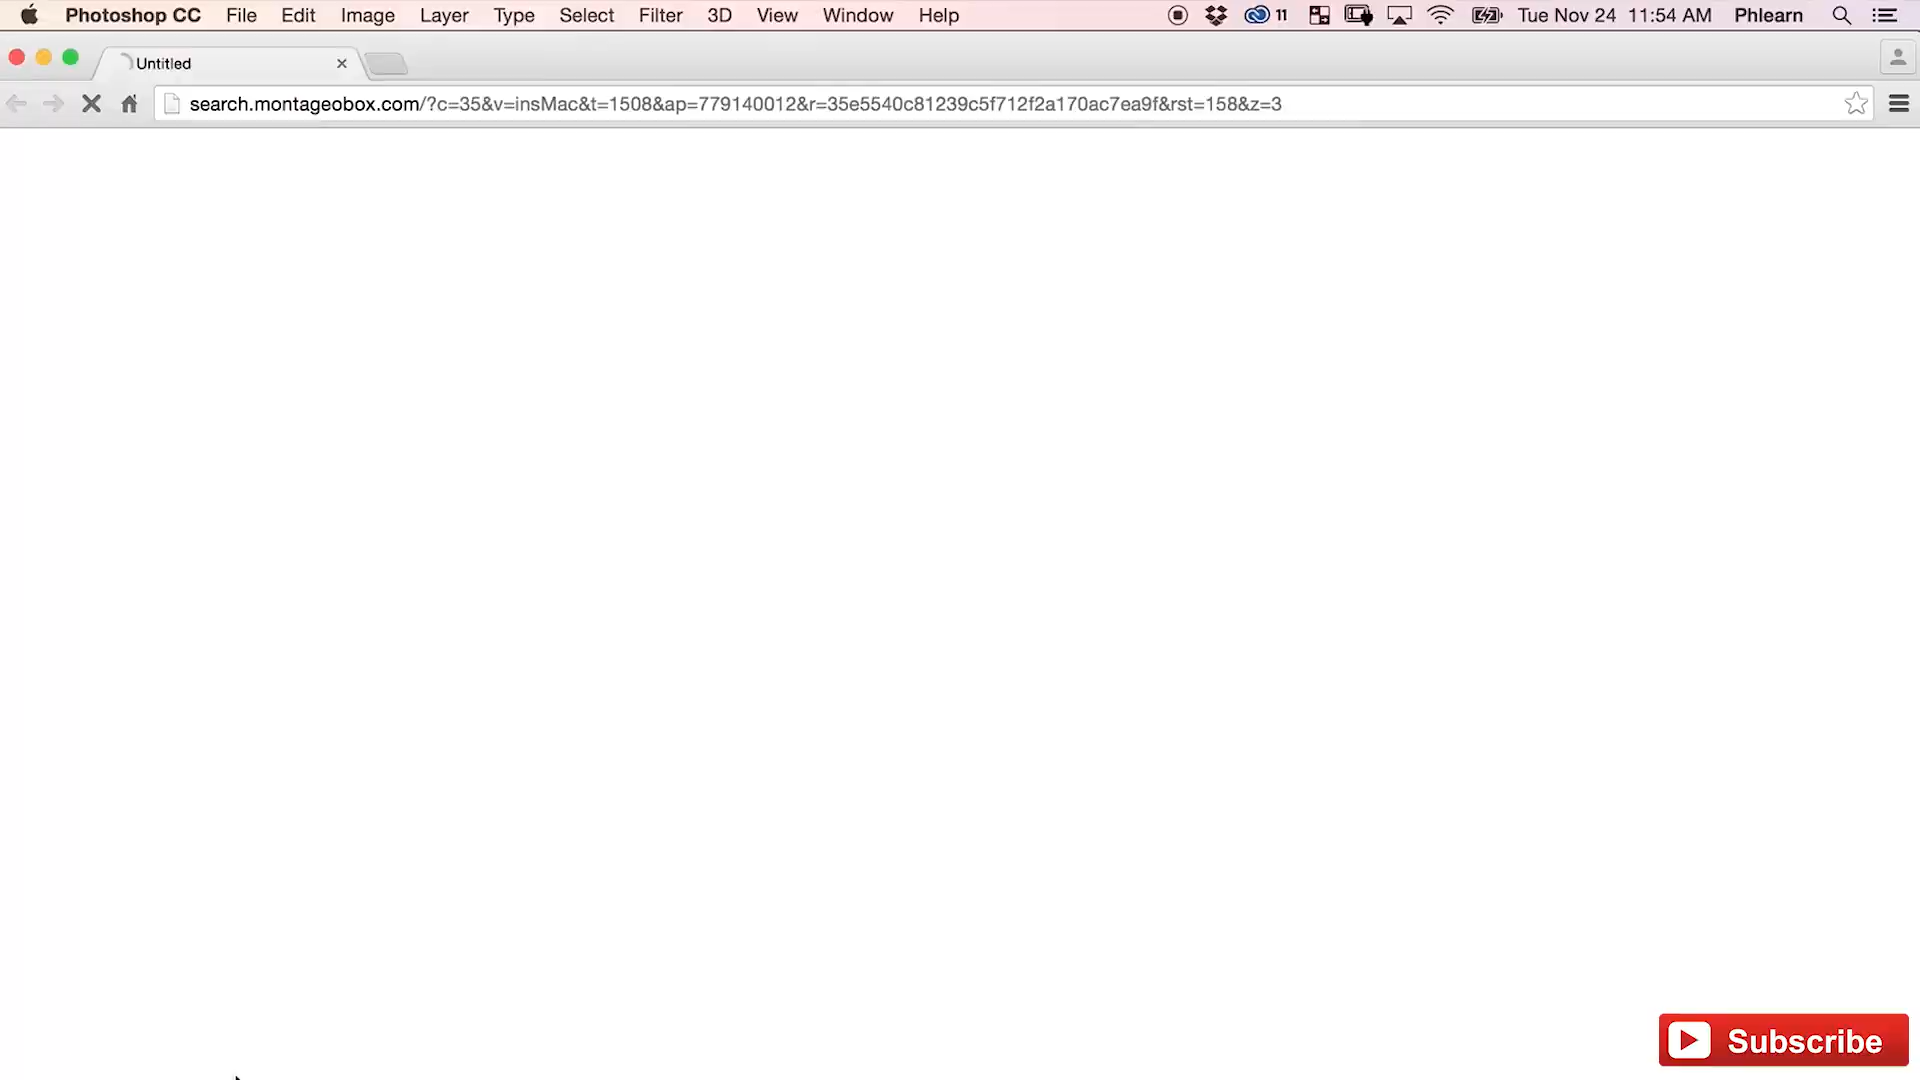 Photoshop CC File Edit Image Layer Type Select Filter 3D View Window Help 11 Tue Nov 24 11:54 AM Phlearn
Untitled
search.montageobox.com/?c=35&v=insMac&t=1508&ap=779140012&r=35e5540c81239c5f712f2a170ac7ea9f&rst=158&z=3
Subscribe